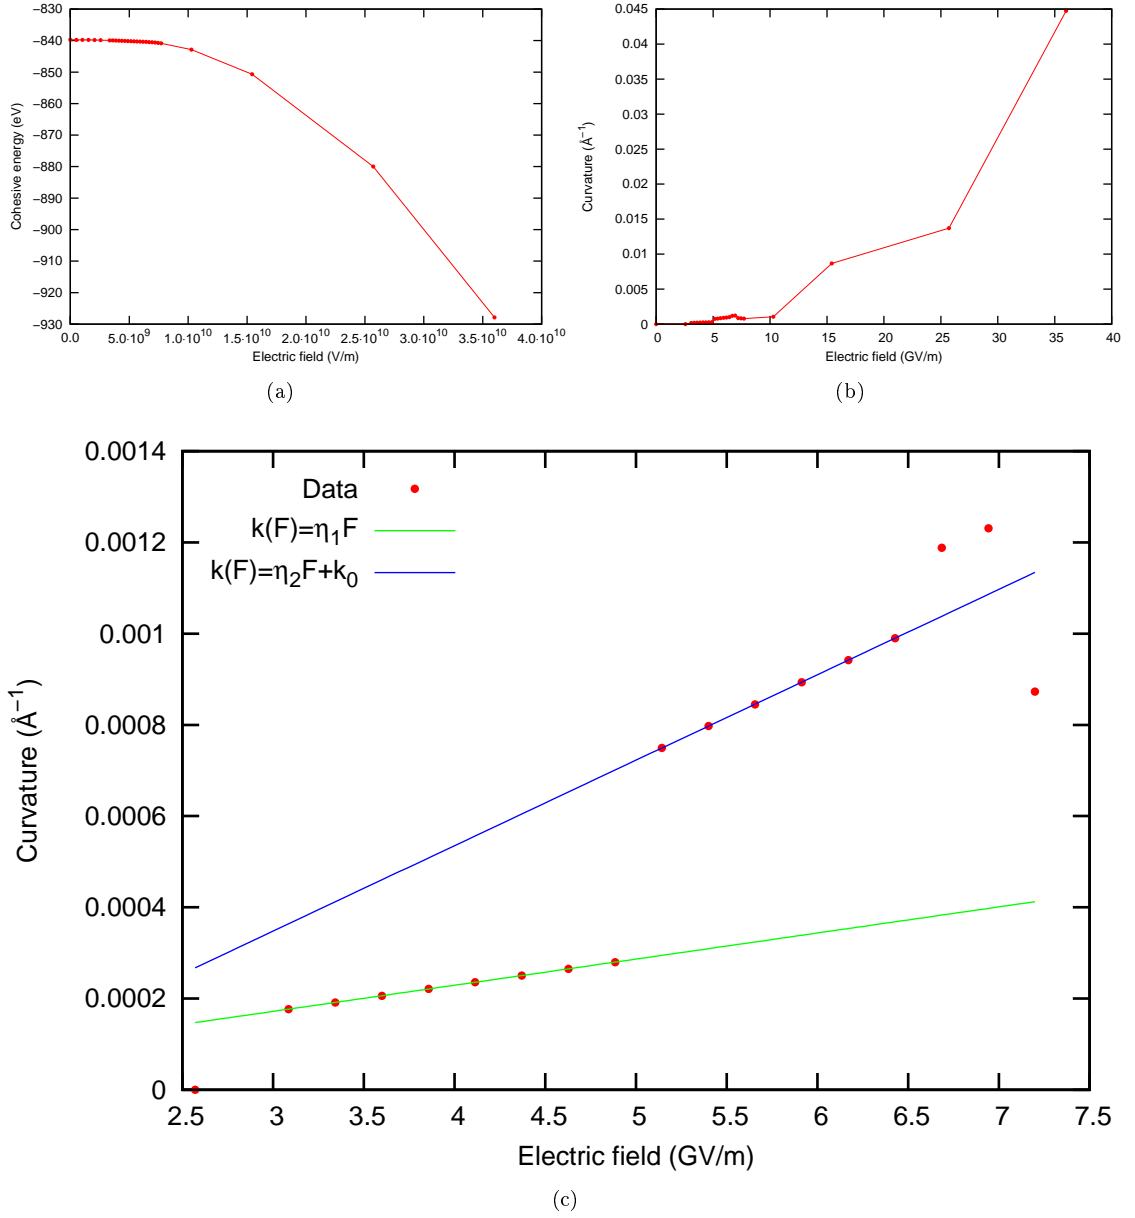 −830
−840
−850
−860
−870
−880
−890
−900
−910
−920
−930
Cohesive energy (eV)
0.0 5.0·10⁹ 1.0·10¹⁰ 1.5·10¹⁰ 2.0·10¹⁰ 2.5·10¹⁰ 3.0·10¹⁰ 3.5·10¹⁰ 4.0·10¹⁰
Electric field (V/m)
(a)
0.045
0.04
0.035
0.03
0.025
0.02
0.015
0.01
0.005
0
Curvature (Å⁻¹)
0 5 10 15 20 25 30 35 40
Electric field (GV/m)
(b)
0.0014
0.0012
0.001
0.0008
0.0006
0.0004
0.0002
0
Curvature (Å⁻¹)
Data
k(F)=η₁F
k(F)=η₂F+k₀
2.5 3 3.5 4 4.5 5 5.5 6 6.5 7 7.5
Electric field (GV/m)
(c)